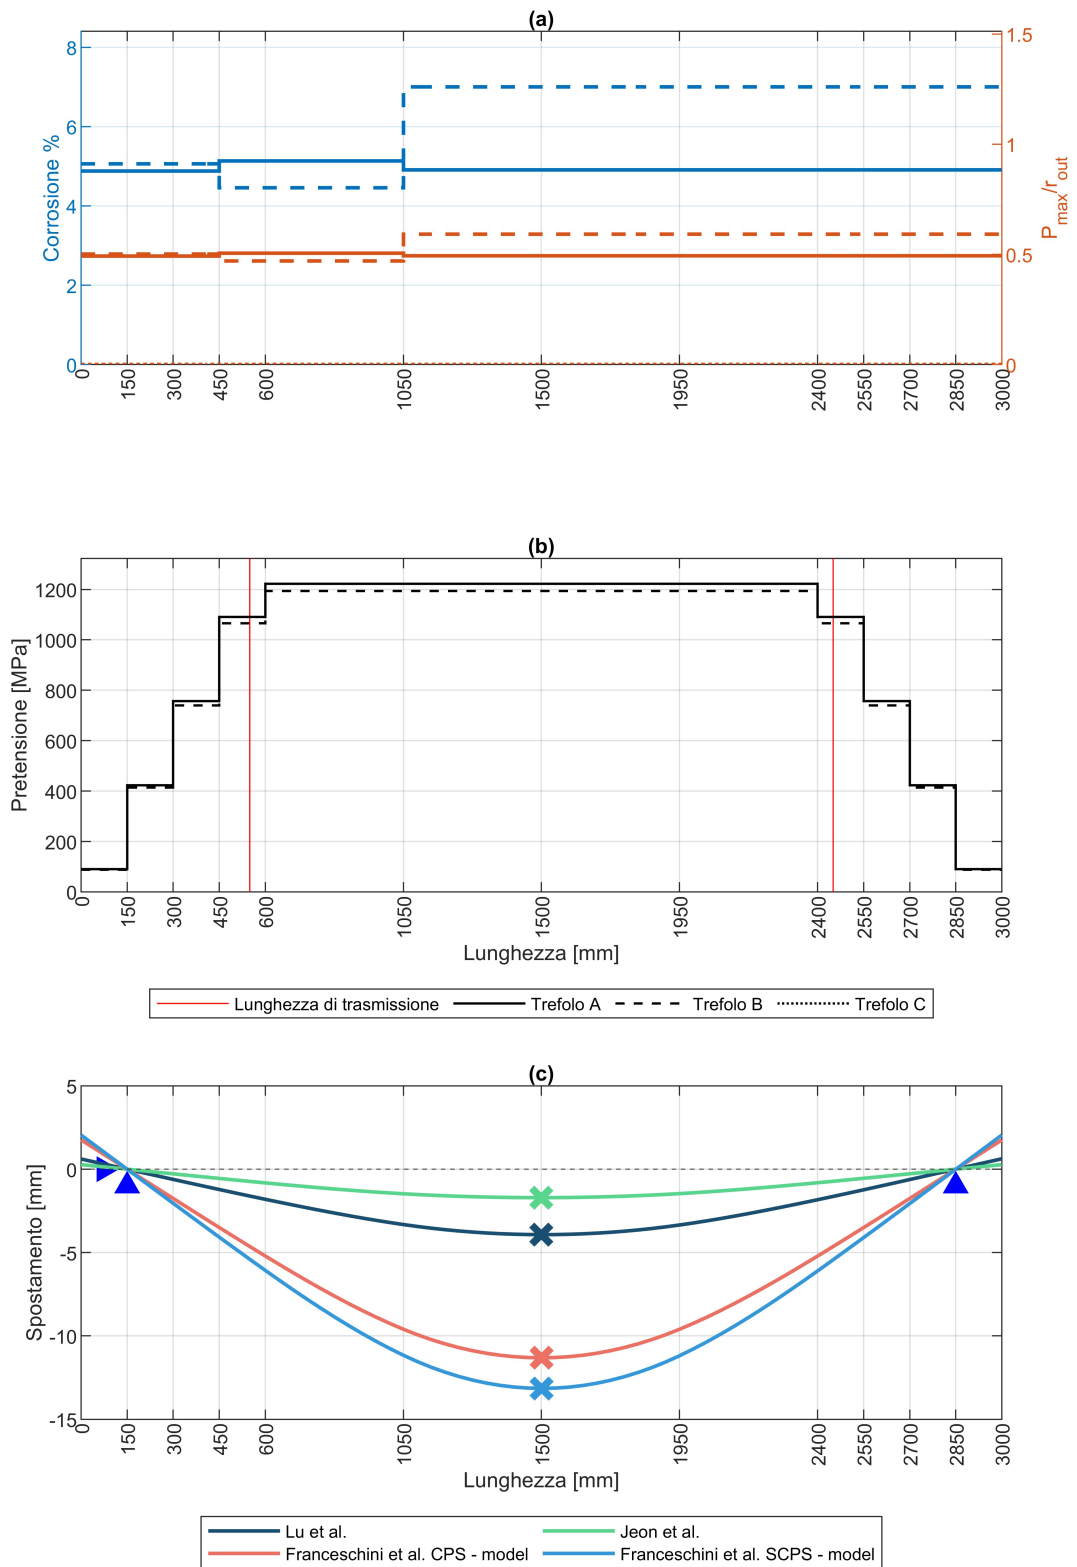 (a)
8
6
4
2
0
Corrosione %
1.5
1
0.5
0
P_max/r_out
0 150 300 450 600 1050 1500 1950 2400 2550 2700 2850 3000
(b)
1200
1000
800
600
400
200
0
Pretensione [MPa]
0 150 300 450 600 1050 1500 1950 2400 2550 2700 2850 3000
Lunghezza [mm]
Lunghezza di trasmissione Trefolo A Trefolo B Trefolo C
(c)
5
0
-5
-10
-15
Spostamento [mm]
0 150 300 450 600 1050 1500 1950 2400 2550 2700 2850 3000
Lunghezza [mm]
Lu et al. Jeon et al.
Franceschini et al. CPS - model Franceschini et al. SCPS - model